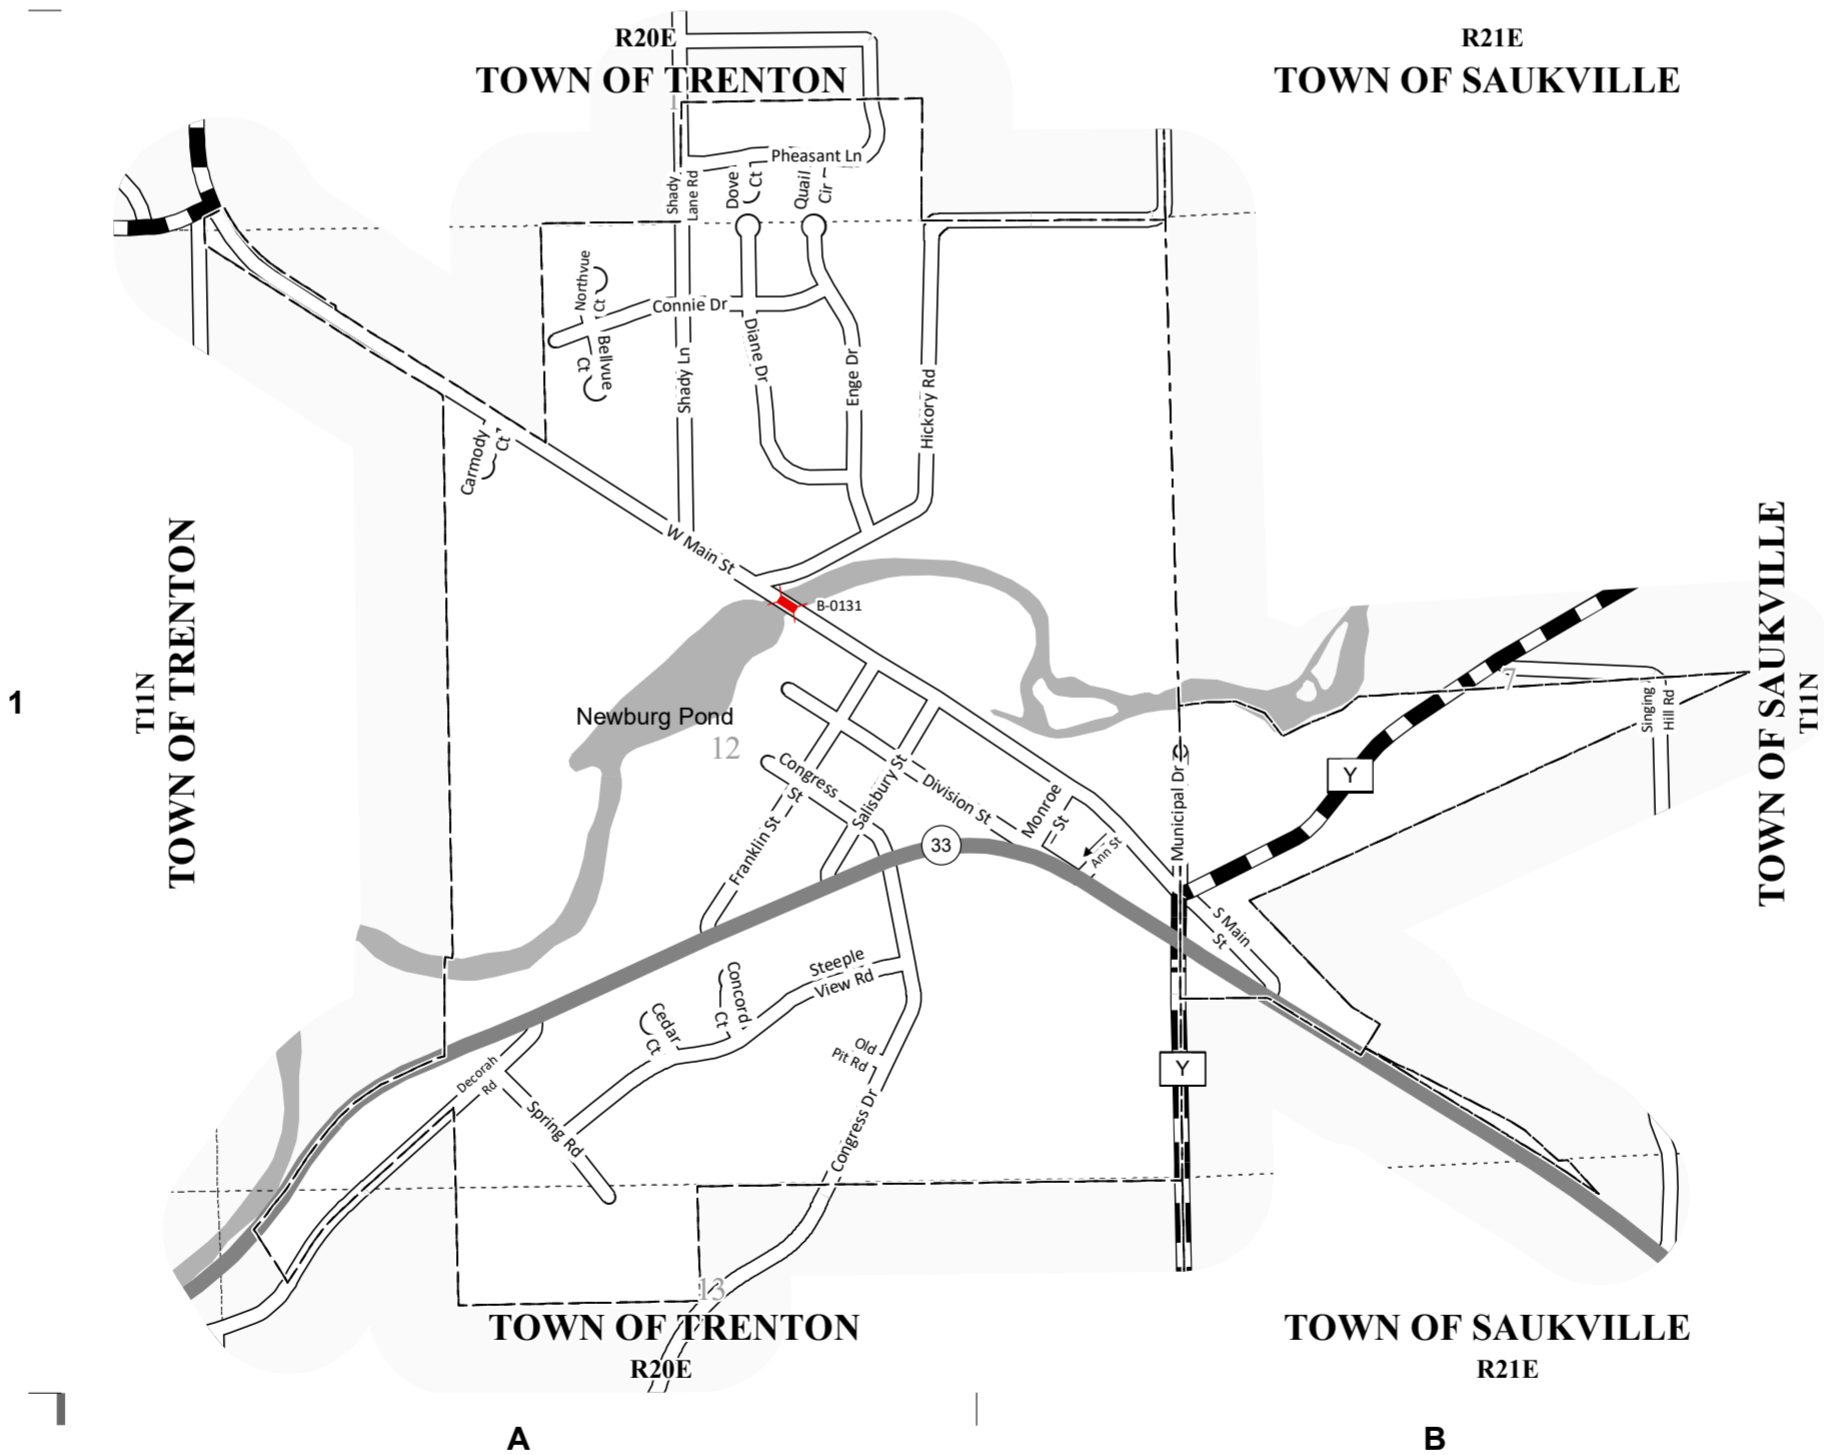 R20E
R21E
TOWN OF TRENTON
TOWN OF SAUKVILLE
1
Pheasant Ln
Shady
Lane Rd
Dove
Ct
Quail
Cir
Northvue
Ct
Connie Dr
Bellvue
Ct
Shady Ln
Diane Dr
Enge Dr
Hickory Rd
Carmody
Ct
W Main St
B-0131
TOWN OF TRENTON
T11N
1
Newburg Pond
12
Congress
St
Salisbury St
Division St
Franklin St
Monroe
St
Ann St
33
Municipal Dr
Y
7
Singing
Hill Rd
TOWN OF SAUKVILLE
T11N
S Main
St
Steeple
View Rd
Concord
Ct
Cedar
Ct
Old
Pit Rd
Decorah
Rd
Spring Rd
Congress Dr
Y
13
TOWN OF TRENTON
TOWN OF SAUKVILLE
R20E
R21E
A
B